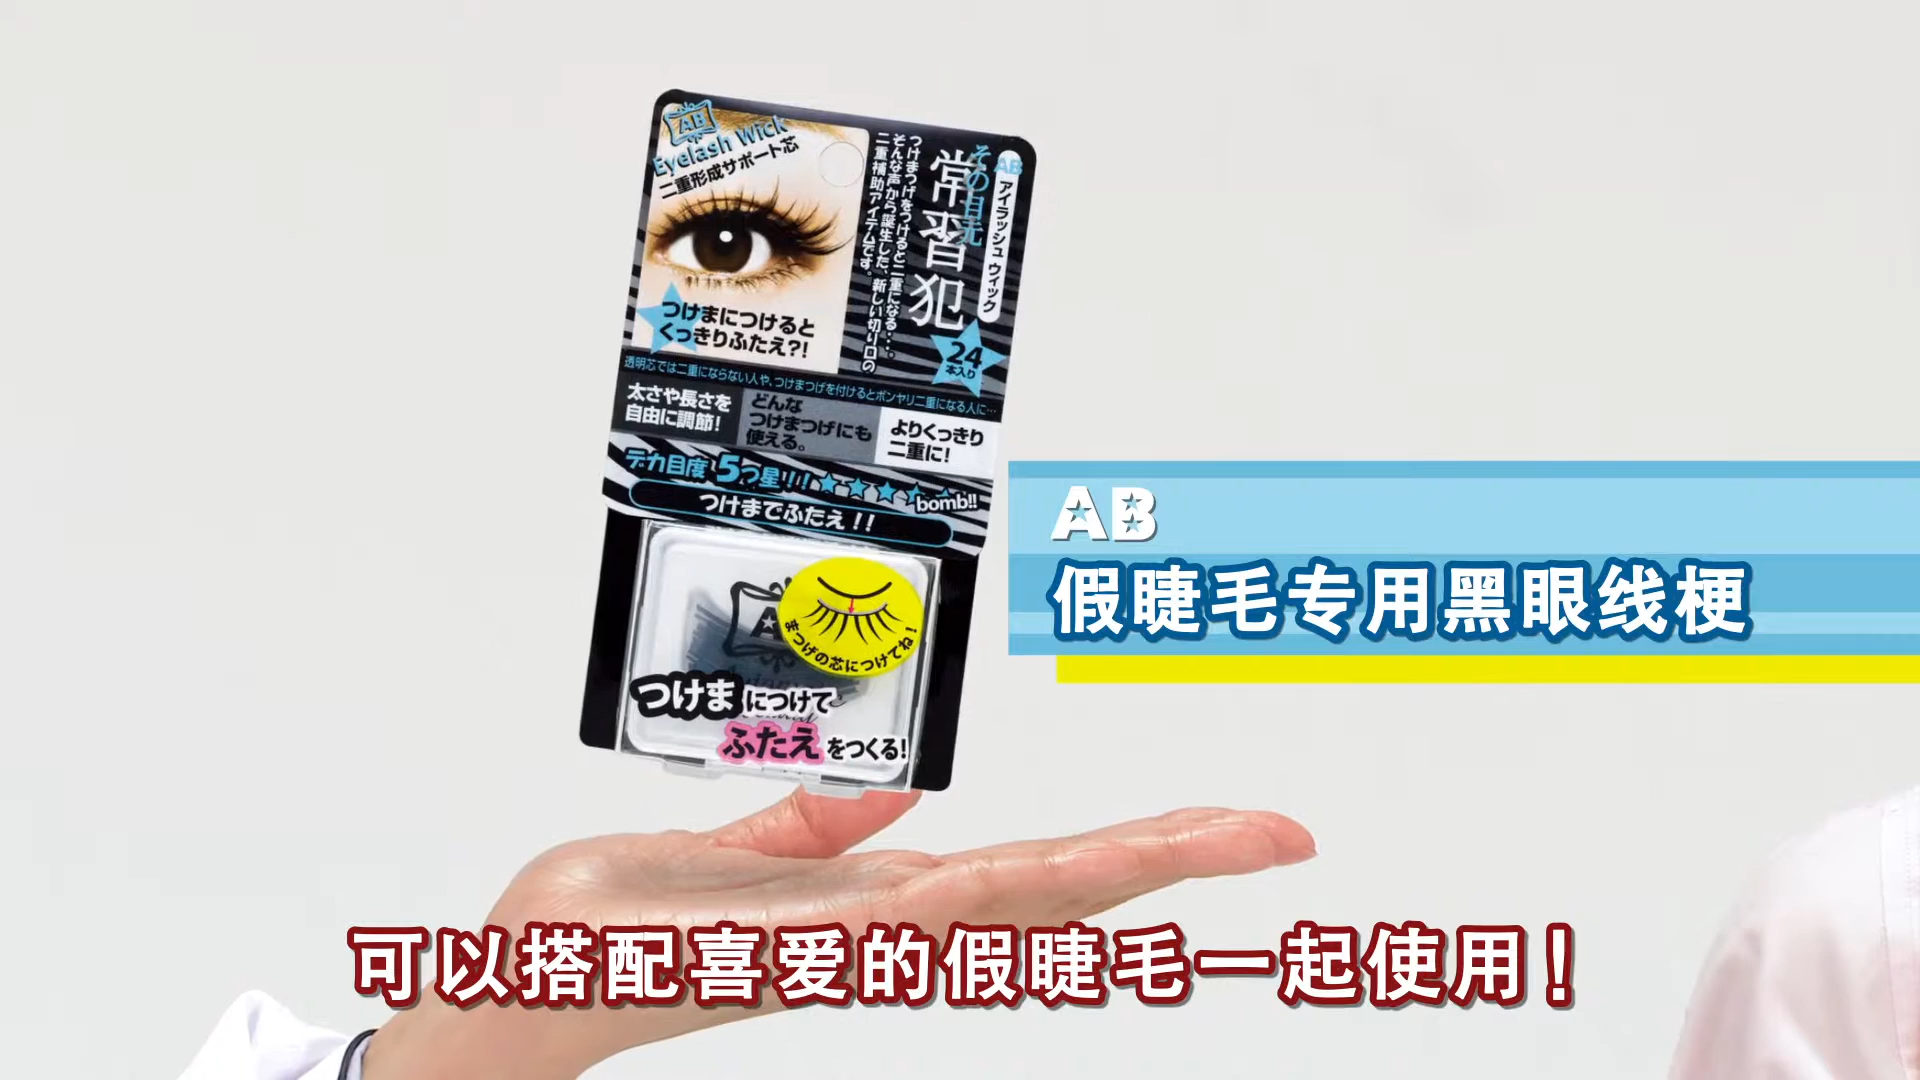 AB
Eyelash Wick
二重形成サポート芯
AB
アイラッシュ ウィック
その目元
常習犯
つけまつげをつけると二重になる・・・。
そんな声から誕生した、新しい切り口の
二重補助アイテムです。
24
本入り
つけまにつけると
くっきりふたえ?!
透明芯では二重にならない人や、つけまつげを付けるとボンヤリ二重になる人に…
太さや長さを
自由に調節!
どんな
つけまつげにも
使える。
よりくっきり
二重に!
デカ目度 5つ星!!!
bomb!!
つけまでふたえ!!
まつげの芯につけてね!
つけまにつけて
ふたえをつくる!
AB
假睫毛专用黑眼线梗
可以搭配喜爱的假睫毛一起使用!